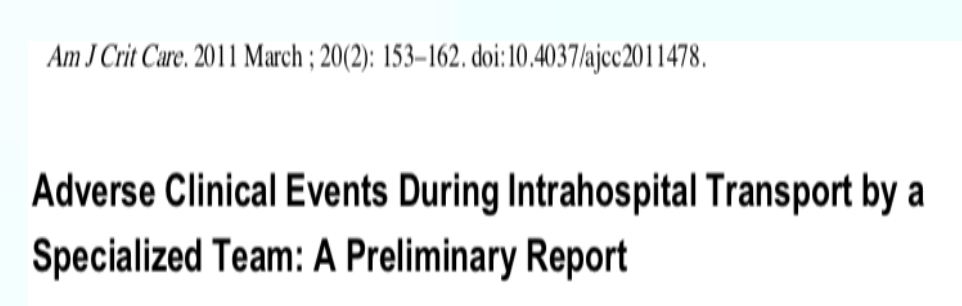 Am J Crit Care. 2011 March ; 20(2): 153–162. doi:10.4037/ajcc2011478.
Adverse Clinical Events During Intrahospital Transport by a
Specialized Team: A Preliminary Report